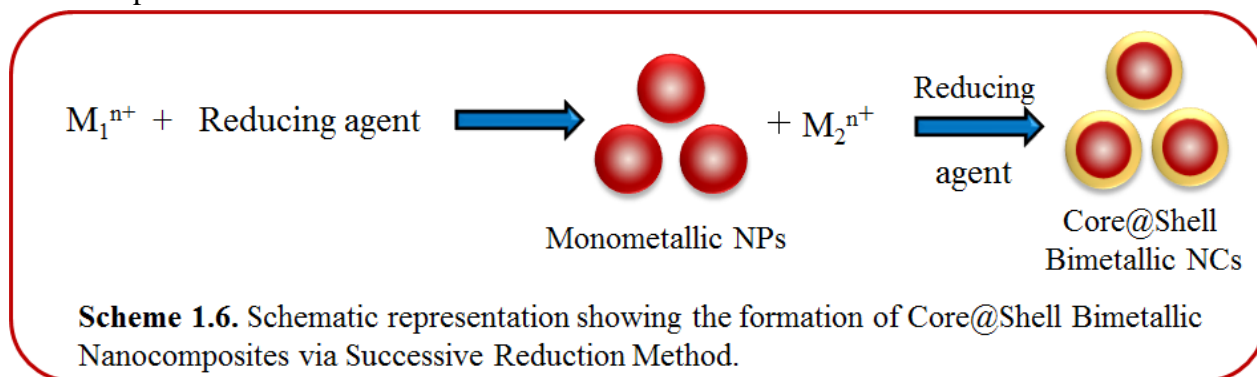 M₁ⁿ⁺ + Reducing agent
+ M₂ⁿ⁺
Reducing
agent
Monometallic NPs
Core@Shell
Bimetallic NCs
Scheme 1.6. Schematic representation showing the formation of Core@Shell Bimetallic
Nanocomposites via Successive Reduction Method.